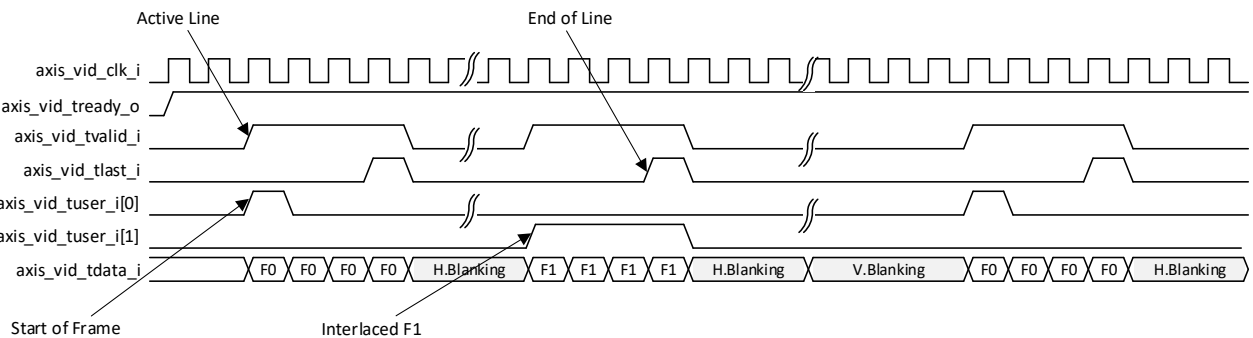 Active Line
End of Line
axis_vid_clk_i
axis_vid_tready_o
axis_vid_tvalid_i
axis_vid_tlast_i
axis_vid_tuser_i[0]
axis_vid_tuser_i[1]
axis_vid_tdata_i F0 F0 F0 F0 H.Blanking F1 F1 F1 F1 H.Blanking V.Blanking F0 F0 F0 F0 H.Blanking
Start of Frame
Interlaced F1